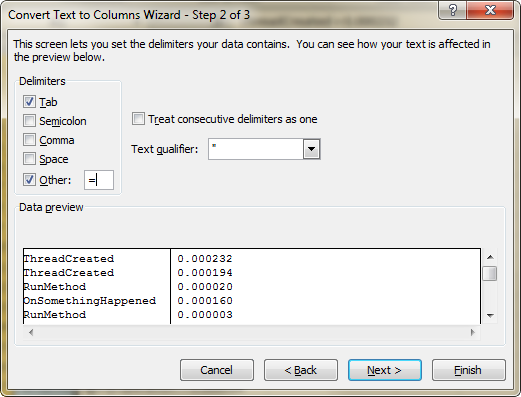 Convert Text to Columns Wizard - Step 2 of 3
This screen lets you set the delimiters your data contains. You can see how your text is affected in the preview below.
Delimiters
Tab
Semicolon
Comma
Space
Other: =
Treat consecutive delimiters as one
Text qualifier: "
Data preview
ThreadCreated 0.000232
ThreadCreated 0.000194
RunMethod 0.000020
OnSomethingHappened 0.000160
RunMethod 0.000003
Cancel
< Back
Next >
Finish